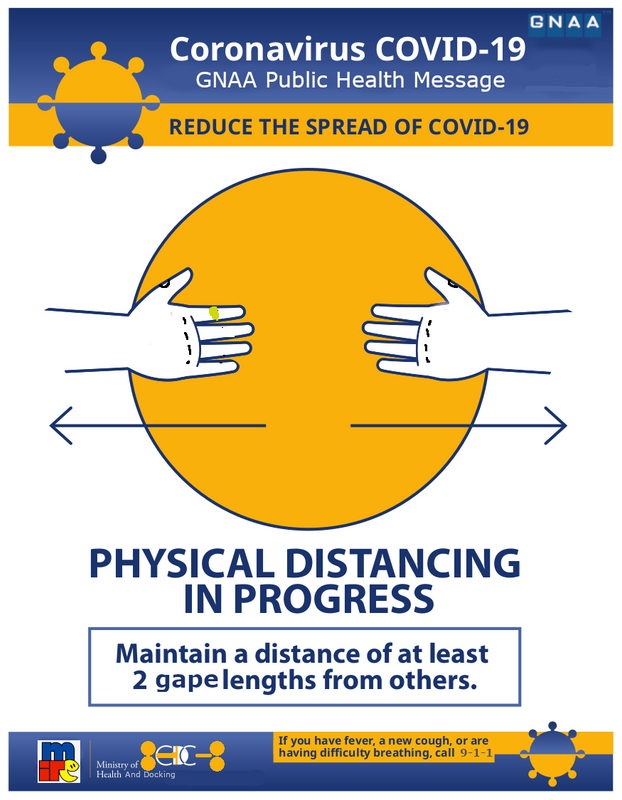 GNAA
Coronavirus COVID-19
GNAA Public Health Message
REDUCE THE SPREAD OF COVID-19
PHYSICAL DISTANCING
IN PROGRESS
Maintain a distance of at least
2 gape lengths from others.
Ministry of
Health And Docking
If you have fever, a new cough, or are
having difficulty breathing, call 9-1-1